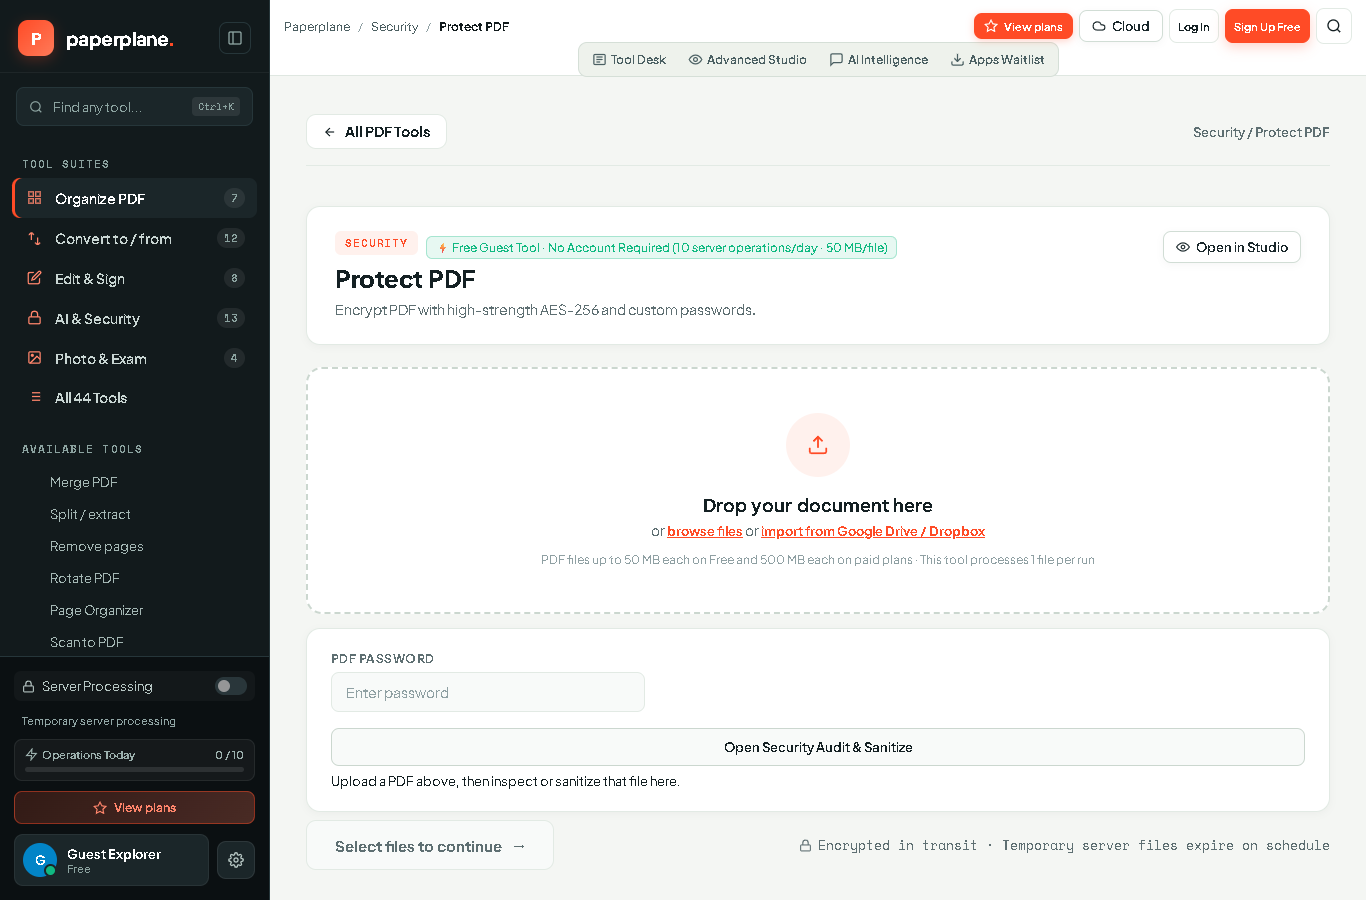 P paperplane.
Find any tool... Ctrl+K
TOOL SUITES
Organize PDF 7
Convert to / from 12
Edit & Sign 8
AI & Security 13
Photo & Exam 4
All 44 Tools
AVAILABLE TOOLS
Merge PDF
Split / extract
Remove pages
Rotate PDF
Page Organizer
Scan to PDF
Server Processing
Temporary server processing
Operations Today 0 / 10
View plans
G Guest Explorer
Free
Paperplane / Security / Protect PDF
View plans
Cloud
Log In
Sign Up Free
Tool Desk
Advanced Studio
AI Intelligence
Apps Waitlist
← All PDF Tools
Security / Protect PDF
SECURITY
Free Guest Tool · No Account Required (10 server operations/day · 50 MB/file)
Open in Studio
Protect PDF
Encrypt PDF with high-strength AES-256 and custom passwords.
Drop your document here
or browse files or import from Google Drive / Dropbox
PDF files up to 50 MB each on Free and 500 MB each on paid plans · This tool processes 1 file per run
PDF PASSWORD
Enter password
Open Security Audit & Sanitize
Upload a PDF above, then inspect or sanitize that file here.
Select files to continue →
Encrypted in transit · Temporary server files expire on schedule